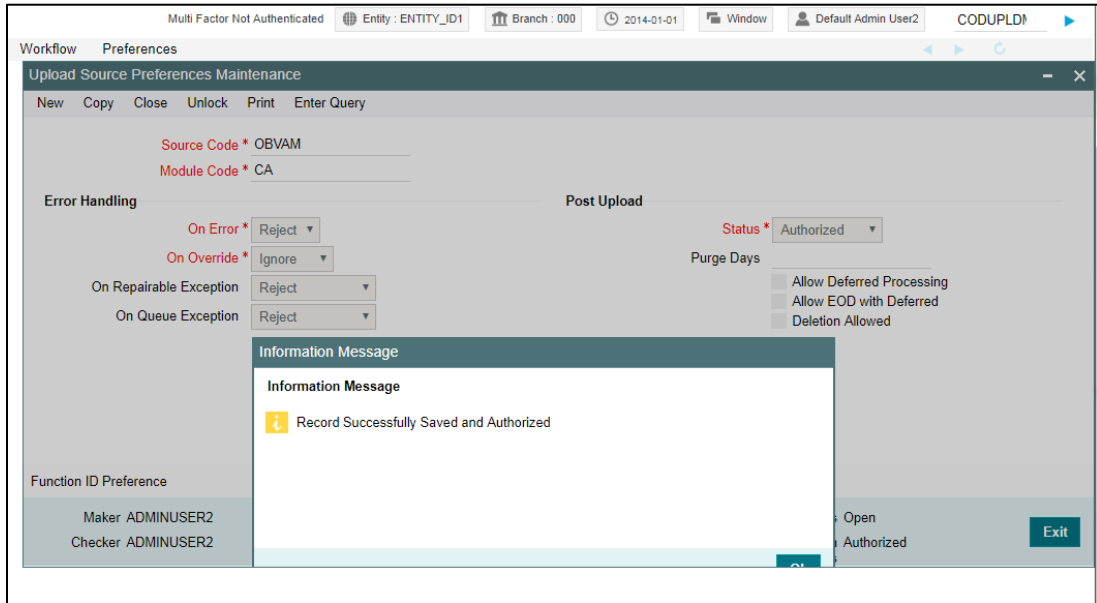 Multi Factor Not Authenticated Entity : ENTITY_ID1 Branch : 000 2014-01-01 Window Default Admin User2 CODUPLDM
Workflow Preferences
Upload Source Preferences Maintenance
New Copy Close Unlock Print Enter Query
Source Code * OBVAM
Module Code * CA
Error Handling Post Upload
On Error * Reject Status * Authorized
On Override * Ignore Purge Days
On Repairable Exception Reject Allow Deferred Processing
Allow EOD with Deferred
On Queue Exception Reject Deletion Allowed
Information Message
Information Message
Record Successfully Saved and Authorized
Function ID Preference
Maker ADMINUSER2 Open
Checker ADMINUSER2 Authorized
Exit